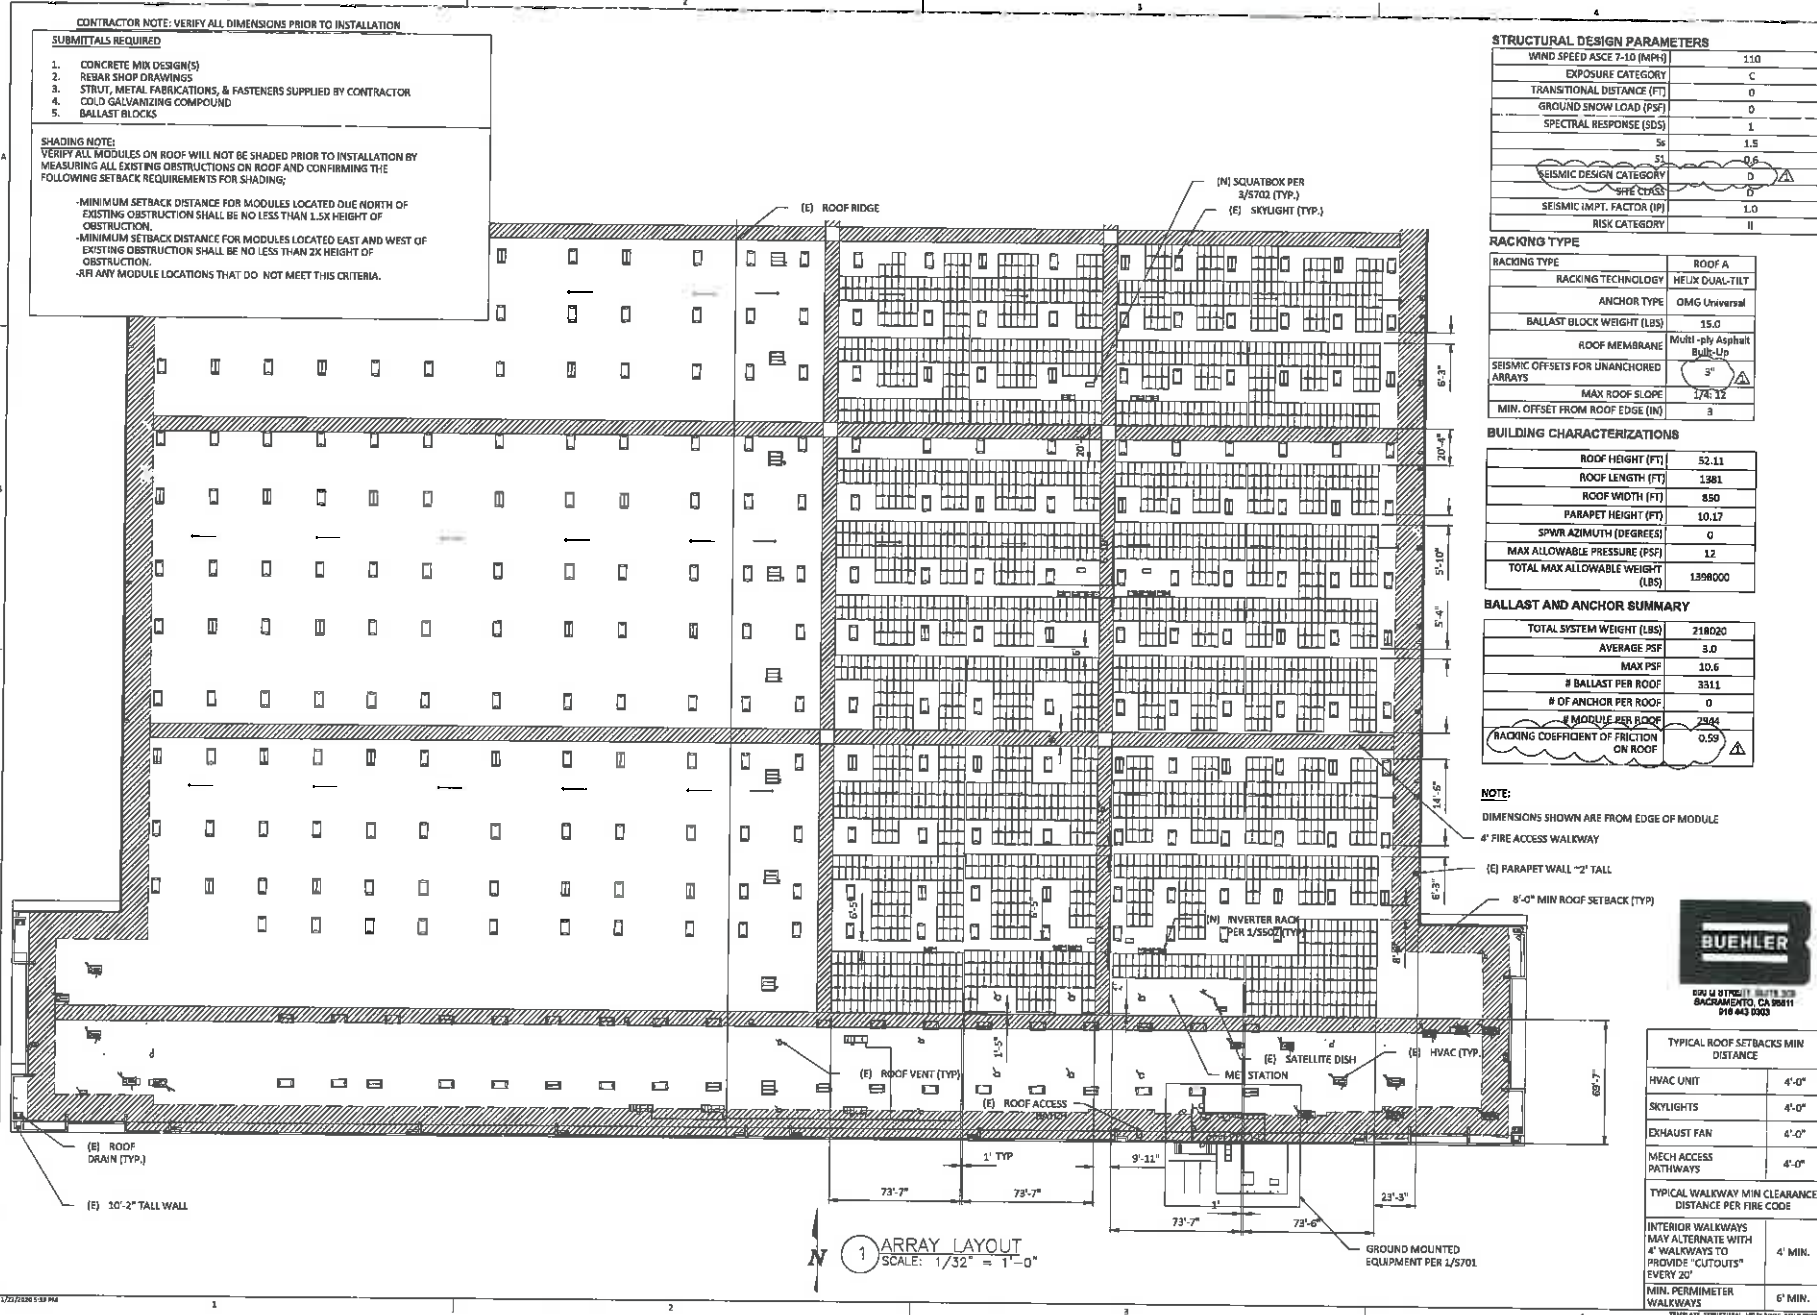 CONTRACTOR NOTE: VERIFY ALL DIMENSIONS PRIOR TO INSTALLATION
SUBMITTALS REQUIRED
1. CONCRETE MIX DESIGN(S)
2. REBAR SHOP DRAWINGS
3. STRUT, METAL FABRICATIONS, & FASTENERS SUPPLIED BY CONTRACTOR
4. COLD GALVANIZING COMPOUND
5. BALLAST BLOCKS
SHADING NOTE:
VERIFY ALL MODULES ON ROOF WILL NOT BE SHADED PRIOR TO INSTALLATION BY
MEASURING ALL EXISTING OBSTRUCTIONS ON ROOF AND CONFIRMING THE
FOLLOWING SETBACK REQUIREMENTS FOR SHADING;
-MINIMUM SETBACK DISTANCE FOR MODULES LOCATED DUE NORTH OF
EXISTING OBSTRUCTION SHALL BE NO LESS THAN 1.5X HEIGHT OF
OBSTRUCTION.
-MINIMUM SETBACK DISTANCE FOR MODULES LOCATED EAST AND WEST OF
EXISTING OBSTRUCTION SHALL BE NO LESS THAN 2X HEIGHT OF
OBSTRUCTION.
-RFI ANY MODULE LOCATIONS THAT DO NOT MEET THIS CRITERIA.
2
3
4
A
(E) ROOF RIDGE
(N) SQUATBOX PER
3/S702 (TYP.)
(E) SKYLIGHT (TYP.)
STRUCTURAL DESIGN PARAMETERS
WIND SPEED ASCE 7-10 (MPH) 110
EXPOSURE CATEGORY C
TRANSITIONAL DISTANCE (FT) 0
GROUND SNOW LOAD (PSF) 0
SPECTRAL RESPONSE (SDS) 1
Ss 1.5
S1 0.6
SEISMIC DESIGN CATEGORY D
SITE CLASS D
SEISMIC IMPT. FACTOR (IP) 1.0
RISK CATEGORY II
RACKING TYPE
RACKING TYPE ROOF A
RACKING TECHNOLOGY HELIX DUAL-TILT
ANCHOR TYPE OMG Universal
BALLAST BLOCK WEIGHT (LBS) 15.0
ROOF MEMBRANE Multi -ply Asphalt
Built-Up
SEISMIC OFFSETS FOR UNANCHORED
ARRAYS
MAX ROOF SLOPE 1/4: 12
MIN. OFFSET FROM ROOF EDGE (IN) 3
BUILDING CHARACTERIZATIONS
ROOF HEIGHT (FT) 52.11
ROOF LENGTH (FT) 1381
ROOF WIDTH (FT) 850
PARAPET HEIGHT (FT) 10.17
SPWR AZIMUTH (DEGREES) 0
MAX ALLOWABLE PRESSURE (PSF) 12
TOTAL MAX ALLOWABLE WEIGHT
(LBS) 1398000
BALLAST AND ANCHOR SUMMARY
TOTAL SYSTEM WEIGHT (LBS) 218020
AVERAGE PSF 3.0
MAX PSF 10.6
# BALLAST PER ROOF 3311
# OF ANCHOR PER ROOF 0
# MODULE PER ROOF 2944
RACKING COEFFICIENT OF FRICTION
ON ROOF 0.59
NOTE:
DIMENSIONS SHOWN ARE FROM EDGE OF MODULE
4' FIRE ACCESS WALKWAY
(E) PARAPET WALL ~2' TALL
8'-0" MIN ROOF SETBACK (TYP)
6'-3"
20'-4"
5'-10"
5'-4"
14'-6"
6'-3"
6'-5"
6'-5"
(N) INVERTER RACK
PER 1/S502 (TYP)
1'-5"
69'-7"
(E) ROOF VENT (TYP)
(E) SATELLITE DISH
MET STATION
(E) HVAC (TYP.
(E) ROOF ACCESS
HATCH
(E) ROOF
DRAIN (TYP.)
(E) 10'-2" TALL WALL
1' TYP
9'-11"
73'-7"
73'-7"
1'
23'-3"
73'-7"
73'-6"
GROUND MOUNTED
EQUIPMENT PER 1/S701
N
1
ARRAY LAYOUT
SCALE: 1/32" = 1'-0"
BUEHLER
SACRAMENTO, CA 95811
916 443 0303
TYPICAL ROOF SETBACKS MIN
DISTANCE
HVAC UNIT 4'-0"
SKYLIGHTS 4'-0"
EXHAUST FAN 4'-0"
MECH ACCESS
PATHWAYS 4'-0"
TYPICAL WALKWAY MIN CLEARANCE
DISTANCE PER FIRE CODE
INTERIOR WALKWAYS
MAY ALTERNATE WITH
4' WALKWAYS TO
PROVIDE "CUTOUTS"
EVERY 20' 4' MIN.
MIN. PERMIMETER
WALKWAYS 6' MIN.
1
2
3